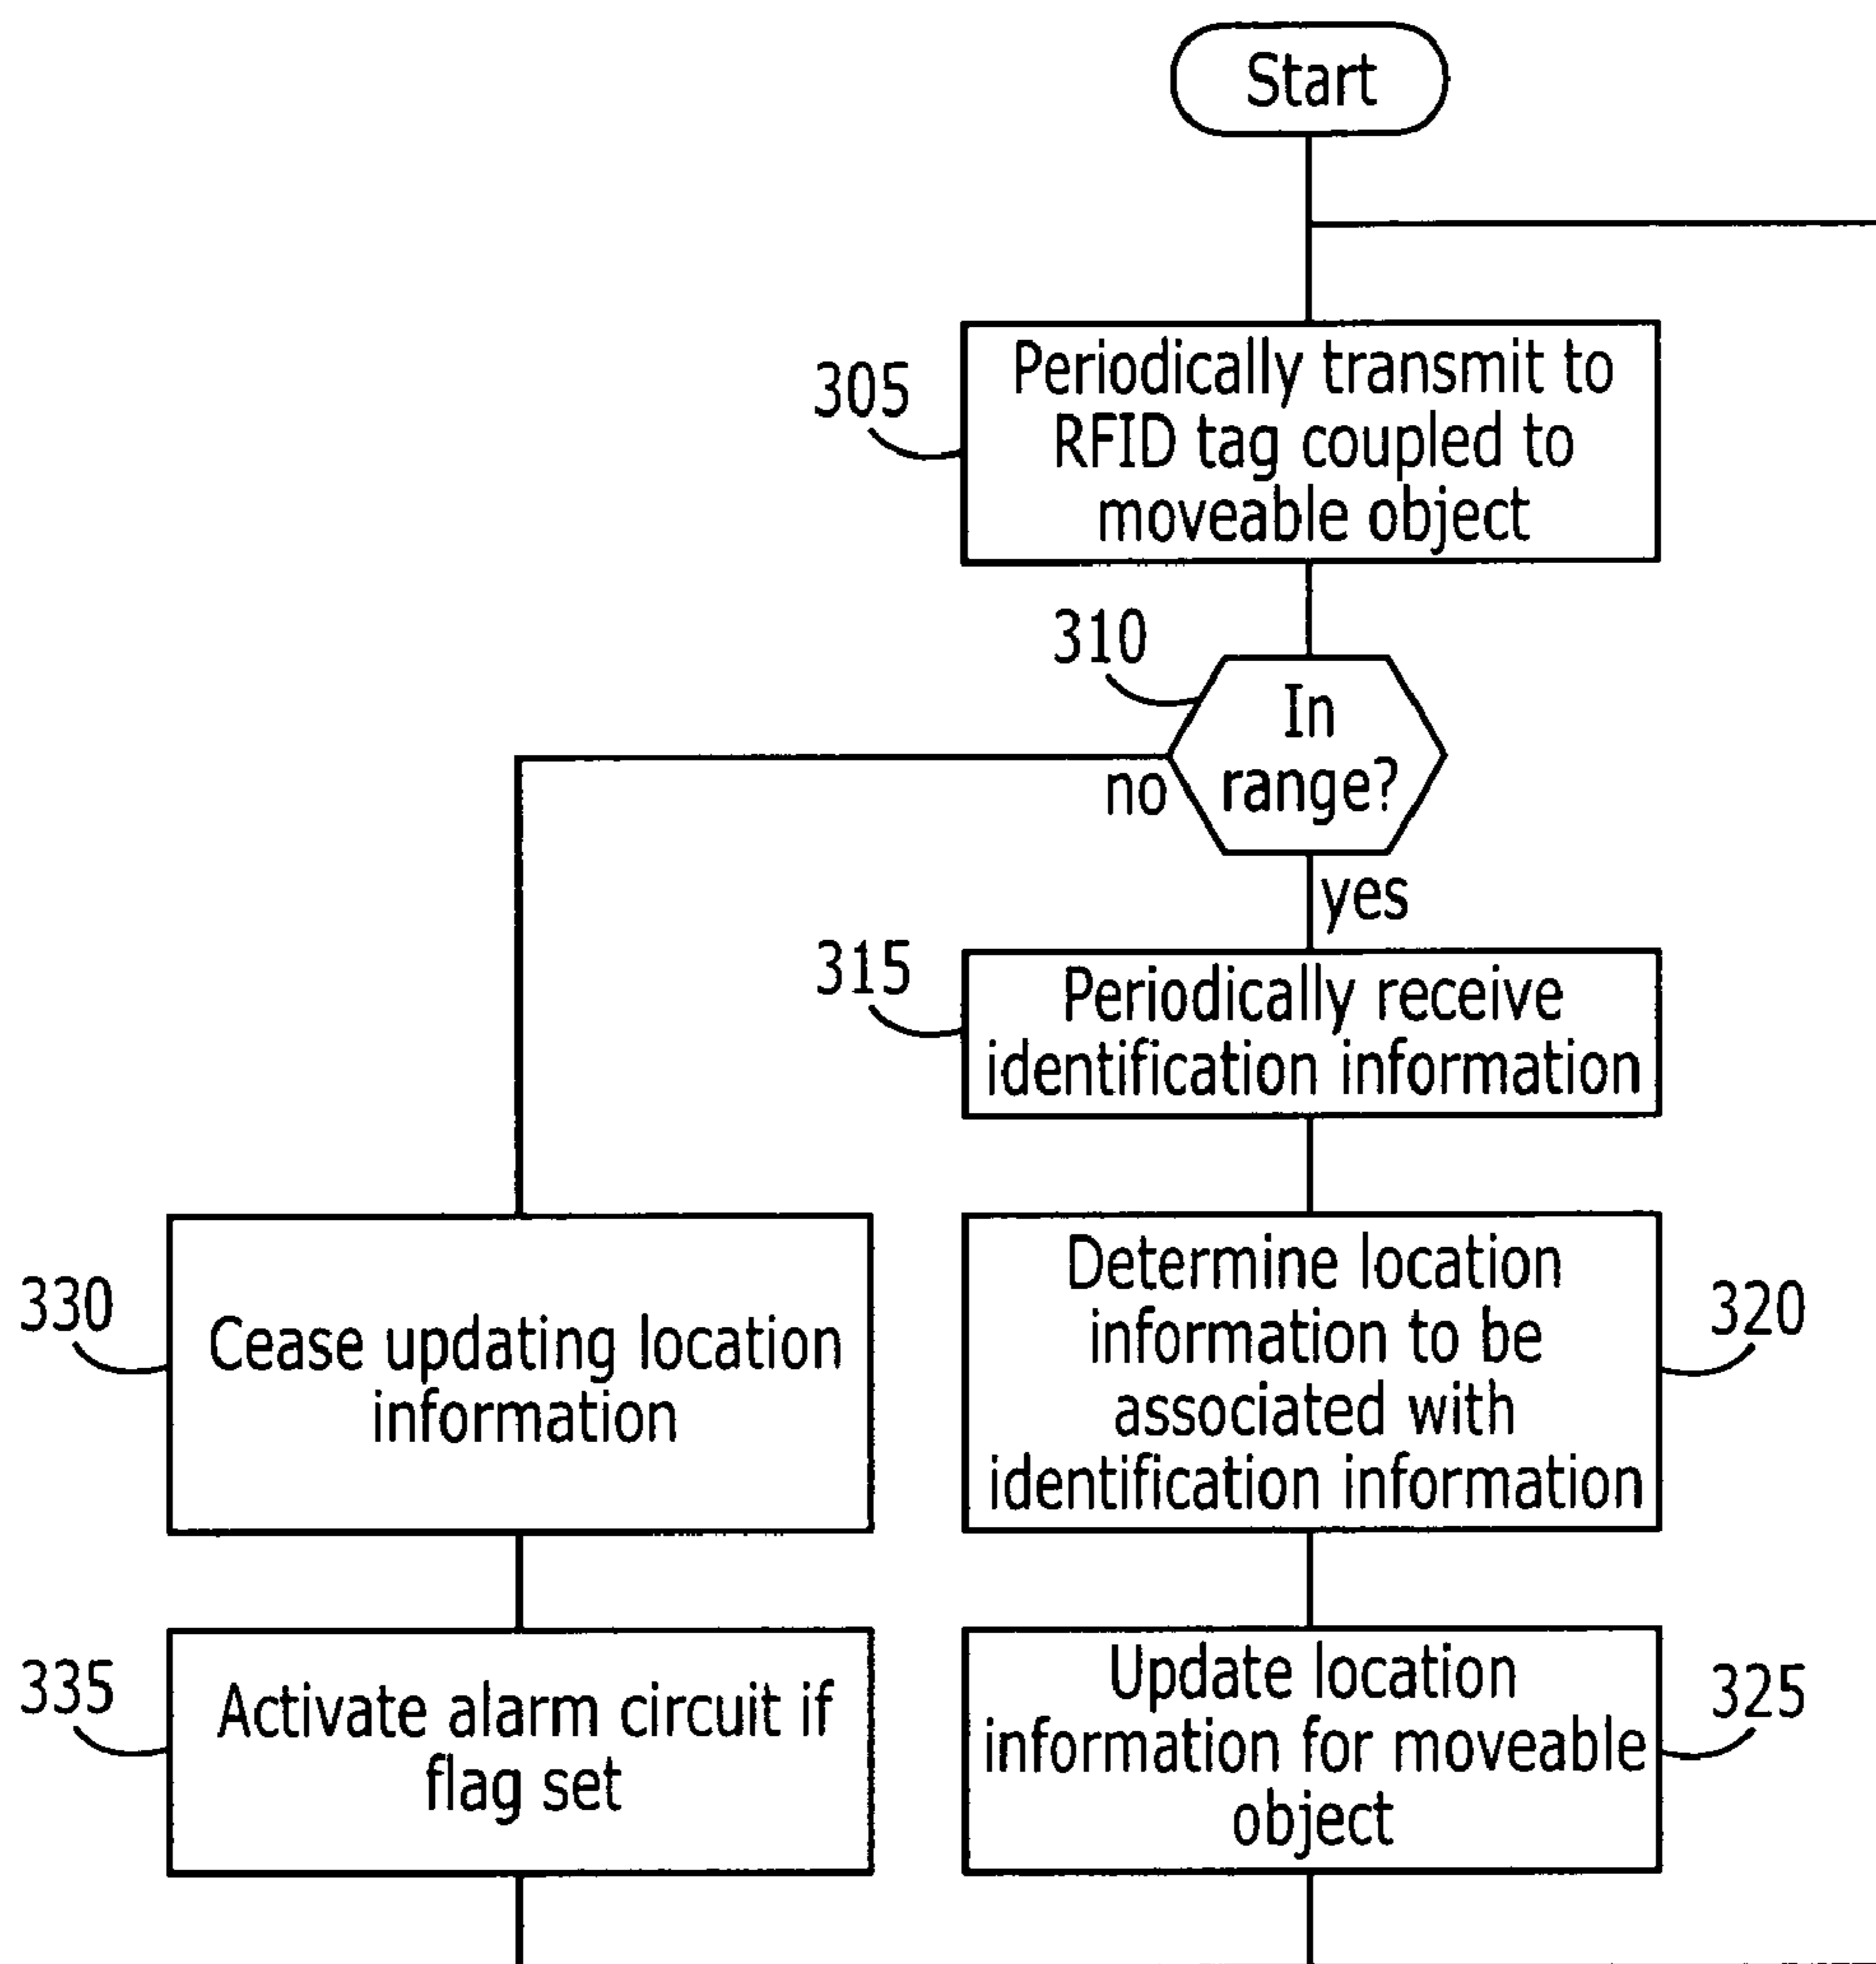 Start
305
Periodically transmit to
RFID tag coupled to
moveable object
310
In
range?
no
yes
315
Periodically receive
identification information
330
Cease updating location
information
Determine location
information to be
associated with
identification information
320
335
Activate alarm circuit if
flag set
Update location
information for moveable
object
325